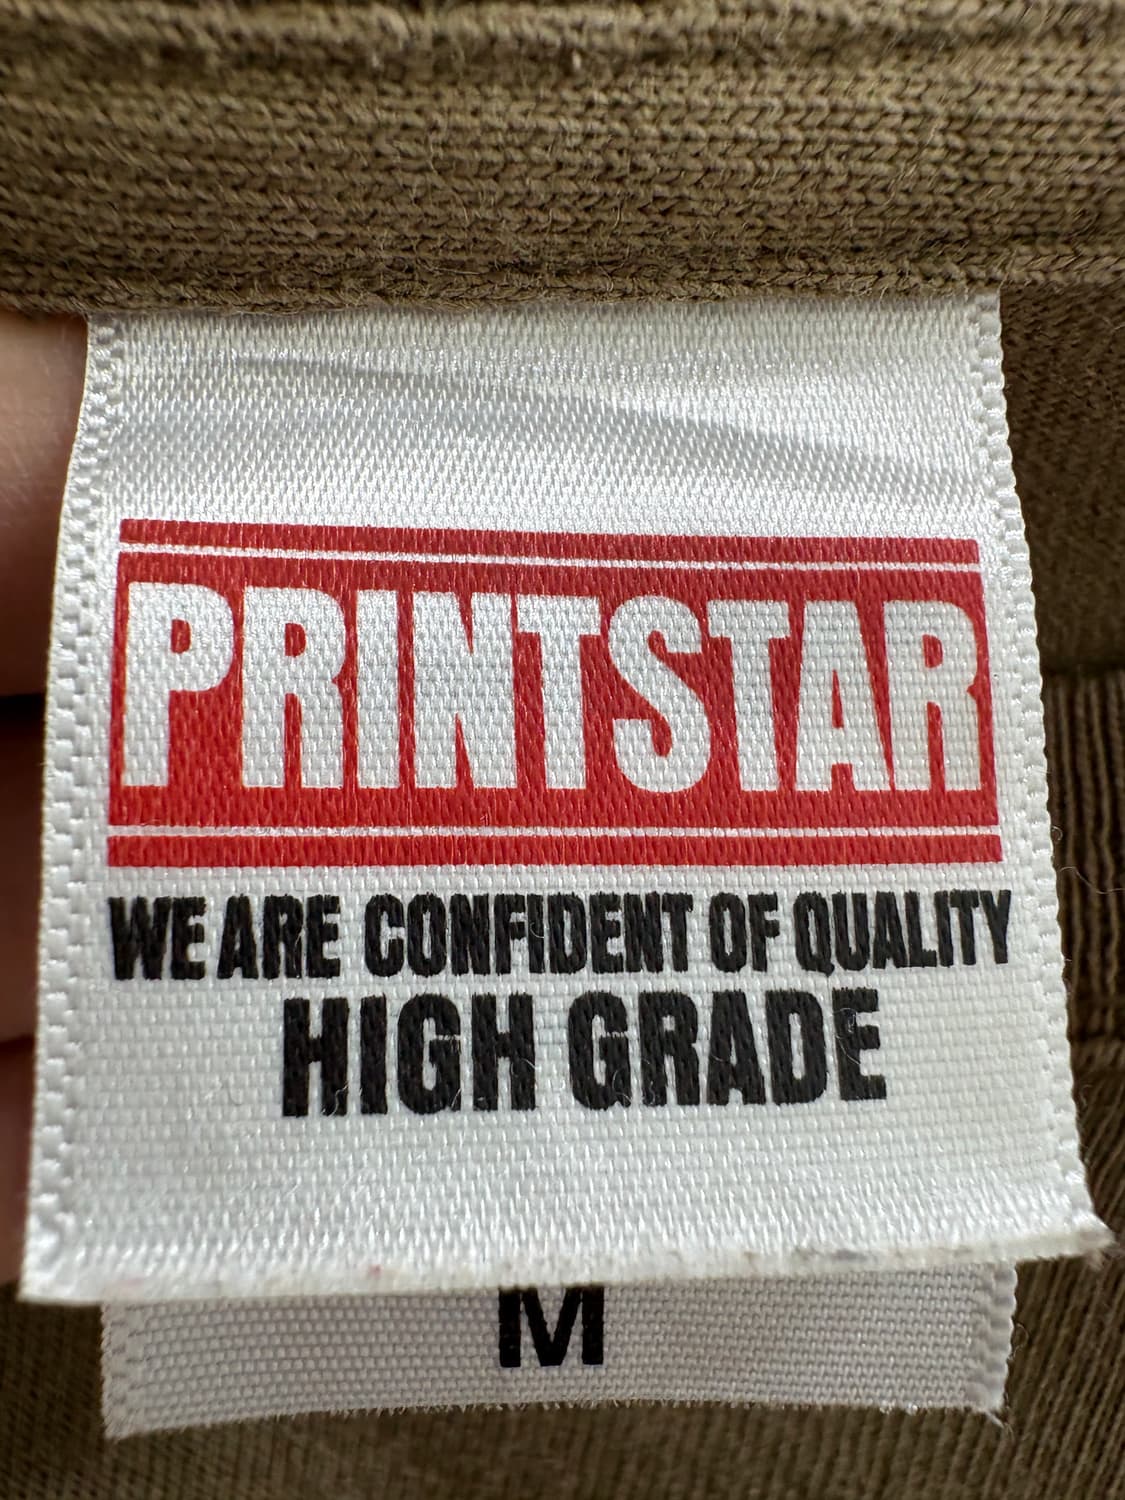 PRINTSTAR
WE ARE CONFIDENT OF QUALITY
HIGH GRADE
M